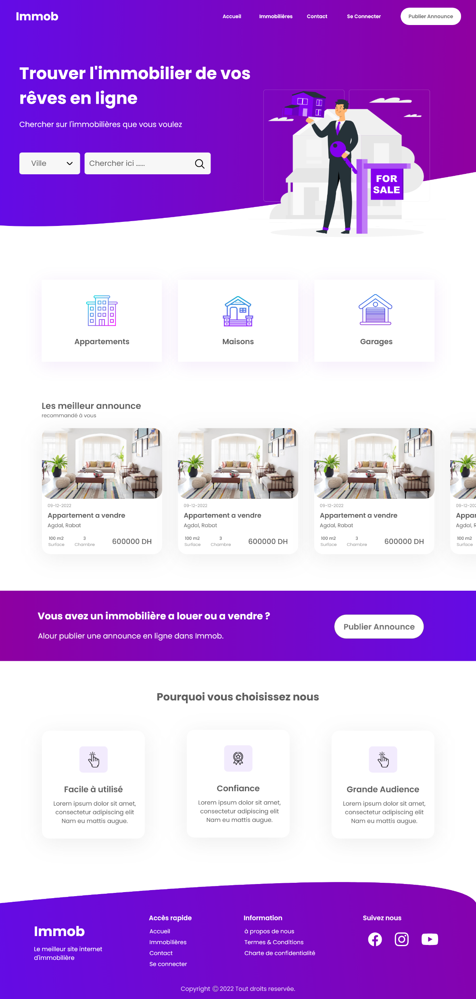 Immob
Accueil
Immobilières
Contact
Se Connecter
Publier Announce
Trouver l'immobilier de vos
rêves en ligne
Chercher sur l'immobilières que vous voulez
Ville
Chercher ici ......
FOR
SALE
Appartements
Maisons
Garages
Les meilleur announce
recommandé à vous
09-12-2022
Appartement a vendre
Agdal, Rabat
100 m2
Surface
3
Chambre
600000 DH
09-12-2022
Appartement a vendre
Agdal, Rabat
100 m2
Surface
3
Chambre
600000 DH
09-12-2022
Appartement a vendre
Agdal, Rabat
100 m2
Surface
3
Chambre
600000 DH
09-12-202
Appar
Agdal, R
100 m2
Surface
Vous avez un immobilière a louer ou a vendre ?
Alour publier une announce en ligne dans Immob.
Publier Announce
Pourquoi vous choisissez nous
Facile à utilisé
Lorem ipsum dolor sit amet,
consectetur adipiscing elit
Nam eu mattis augue.
Confiance
Lorem ipsum dolor sit amet,
consectetur adipiscing elit
Nam eu mattis augue.
Grande Audience
Lorem ipsum dolor sit amet,
consectetur adipiscing elit
Nam eu mattis augue.
Immob
Le meilleur site internet
d'immobilière
Accès rapide
Accueil
Immobilières
Contact
Se connecter
Information
à propos de nous
Termes & Conditions
Charte de confidentialité
Suivez nous
Copyright © 2022 Tout droits reservée.